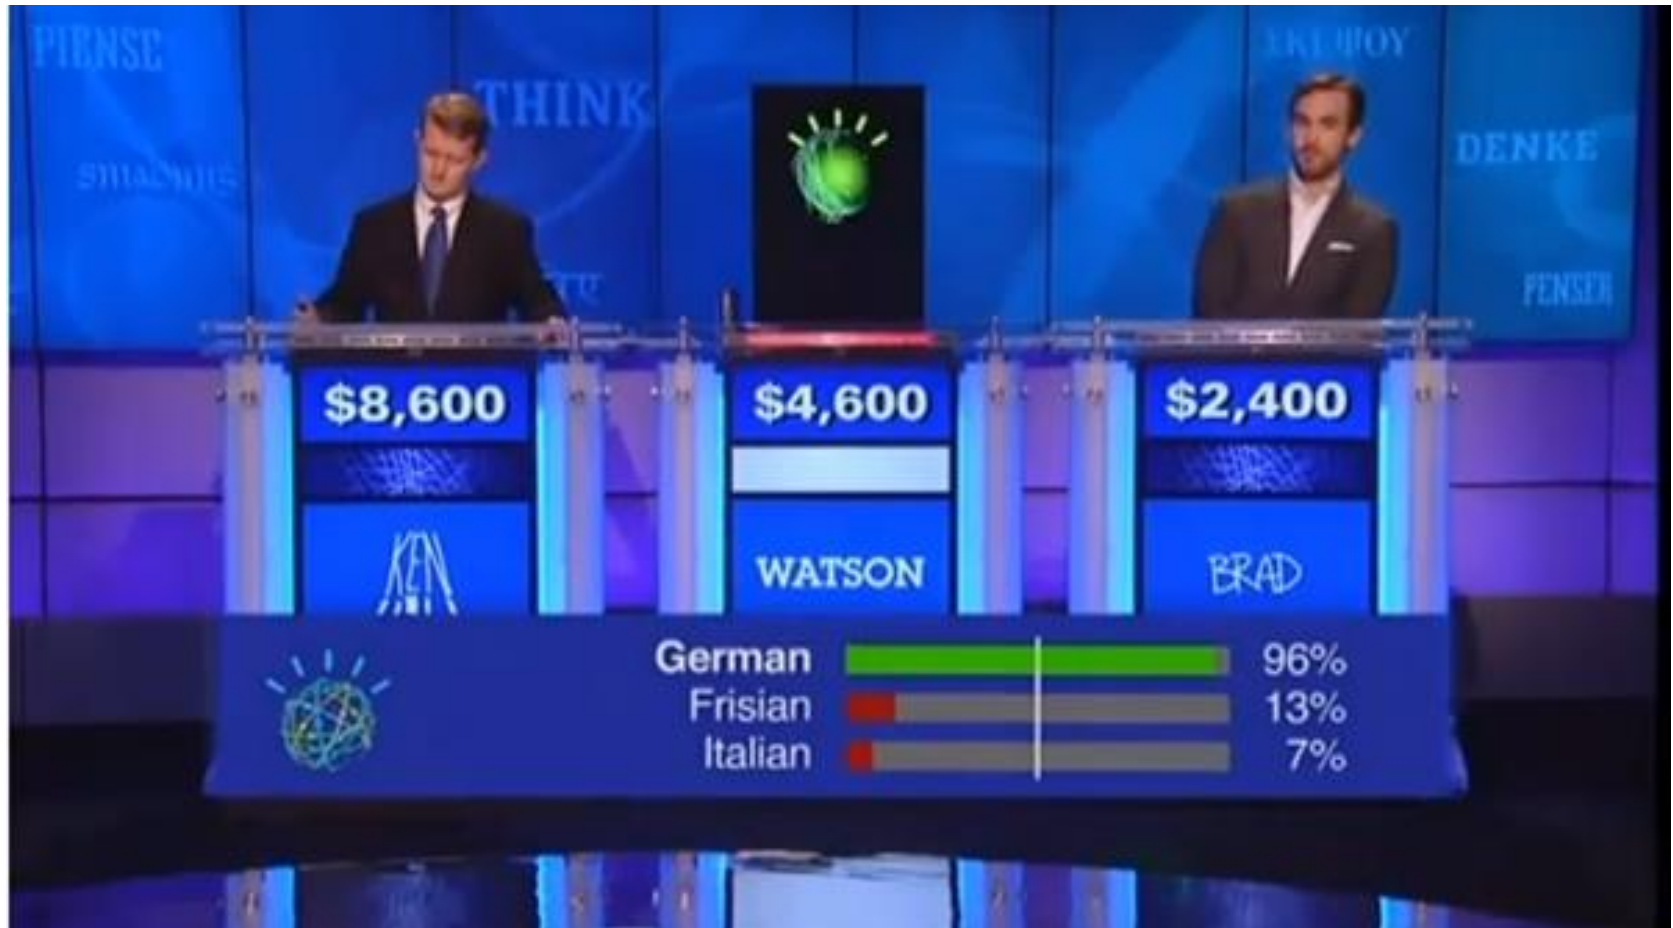 PIENSE
THINK
DENKE
PENSER
$8,600
$4,600
$2,400
KEN
WATSON
BRAD
German 96%
Frisian 13%
Italian 7%